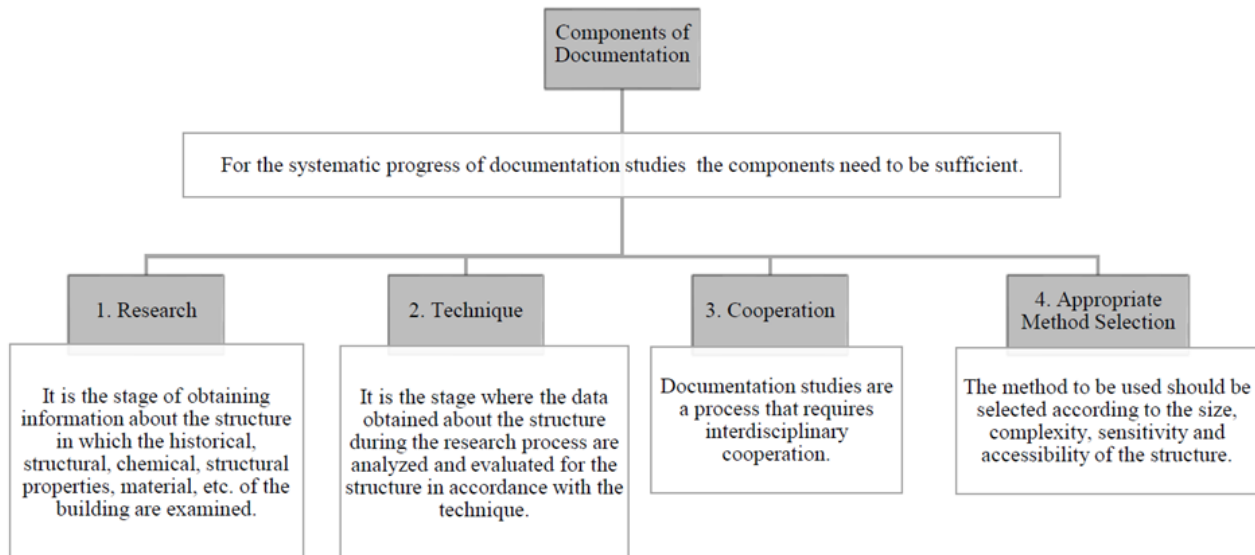 Components of
Documentation
For the systematic progress of documentation studies the components need to be sufficient.
1. Research
It is the stage of obtaining
information about the structure
in which the historical,
structural, chemical, structural
properties, material, etc. of the
building are examined.
2. Technique
It is the stage where the data
obtained about the structure
during the research process are
analyzed and evaluated for the
structure in accordance with the
technique.
3. Cooperation
Documentation studies are
a process that requires
interdisciplinary
cooperation.
4. Appropriate
Method Selection
The method to be used should be
selected according to the size,
complexity, sensitivity and
accessibility of the structure.